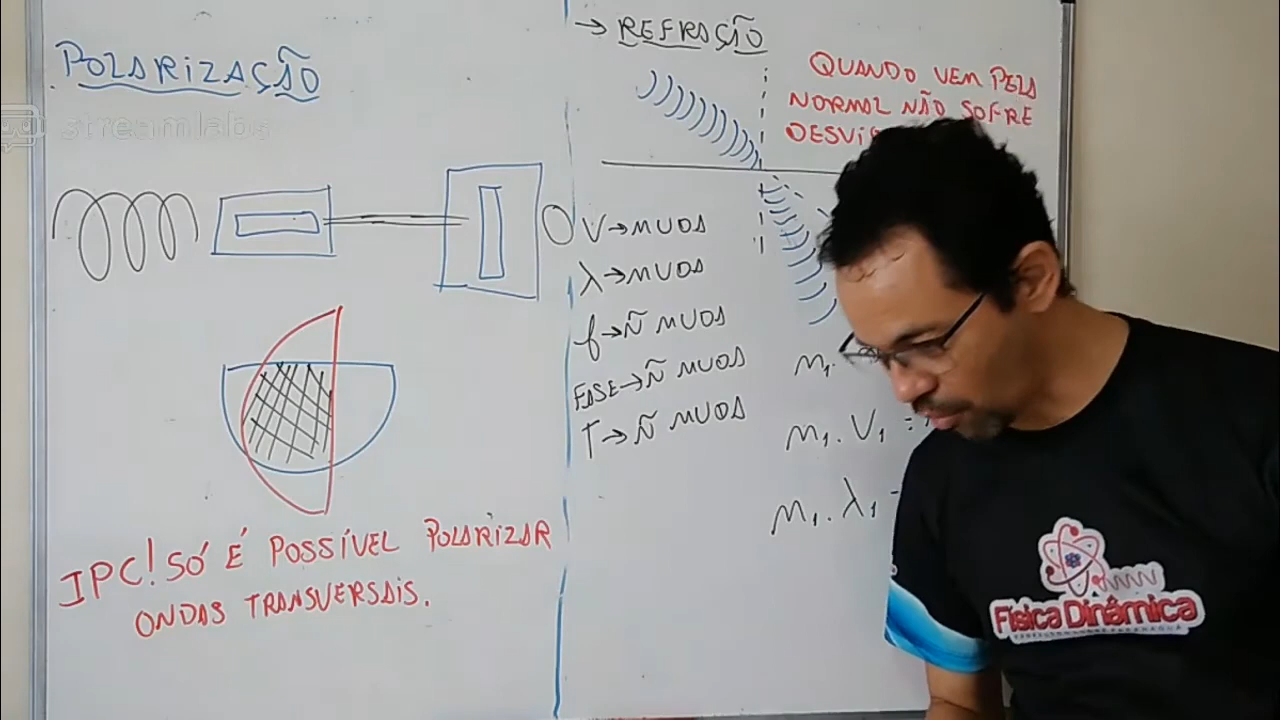 POLARIZAÇÃO
streamlabs
IPC! SÓ É POSSÍVEL POLARIZAR
ONDAS TRANSVERSAIS.
→ REFRAÇÃO
QUANDO VEM PELA
NORMAL NÃO SOFRE
V→MUDA
λ→MUDA
f→Ñ MUDA
FASE→Ñ MUDA
T→Ñ MUDA
n1.
n1. V1 =
n1. λ1
Física Dinâmica